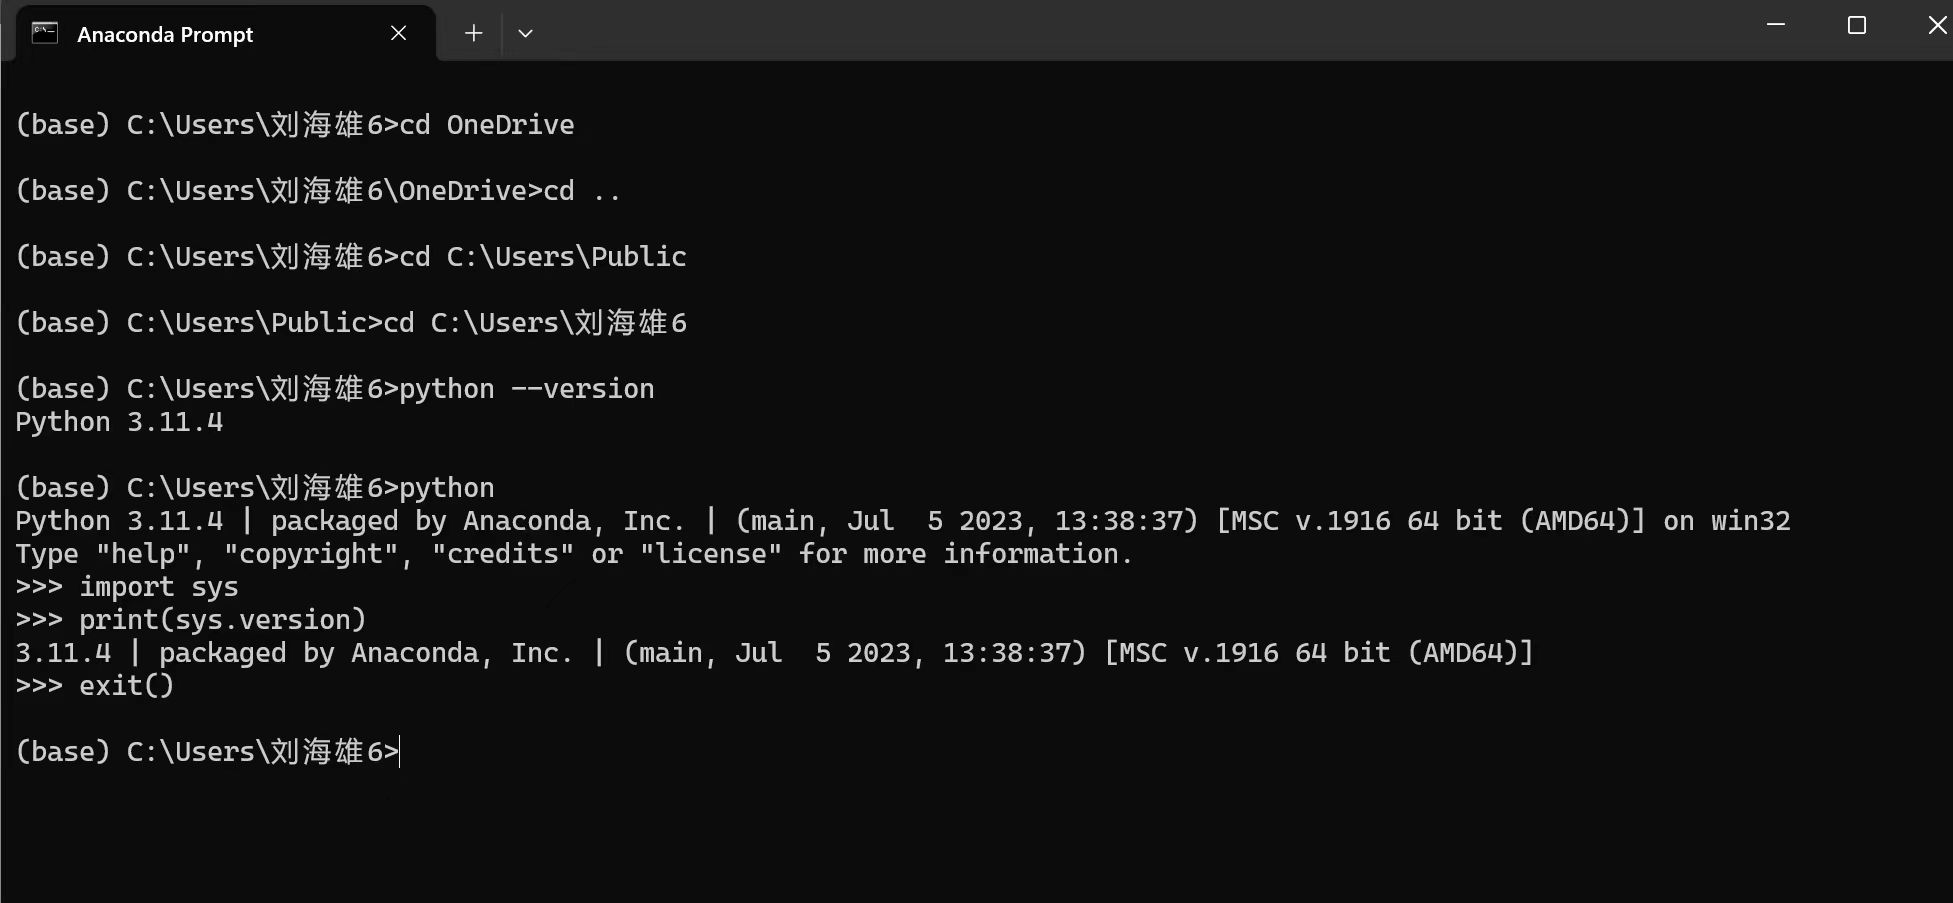 Anaconda Prompt
(base) C:\Users\刘海雄6>cd OneDrive
(base) C:\Users\刘海雄6\OneDrive>cd ..
(base) C:\Users\刘海雄6>cd C:\Users\Public
(base) C:\Users\Public>cd C:\Users\刘海雄6
(base) C:\Users\刘海雄6>python --version
Python 3.11.4
(base) C:\Users\刘海雄6>python
Python 3.11.4 | packaged by Anaconda, Inc. | (main, Jul  5 2023, 13:38:37) [MSC v.1916 64 bit (AMD64)] on win32
Type "help", "copyright", "credits" or "license" for more information.
>>> import sys
>>> print(sys.version)
3.11.4 | packaged by Anaconda, Inc. | (main, Jul  5 2023, 13:38:37) [MSC v.1916 64 bit (AMD64)]
>>> exit()
(base) C:\Users\刘海雄6>